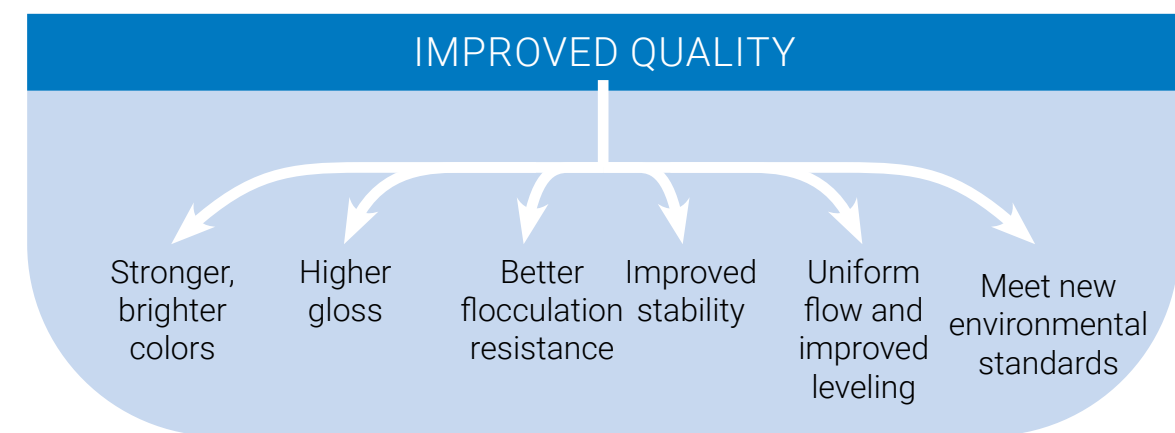 IMPROVED QUALITY
Stronger,
brighter
colors
Higher
gloss
Better
flocculation
resistance
Improved
stability
Uniform
flow and
improved
leveling
Meet new
environmental
standards